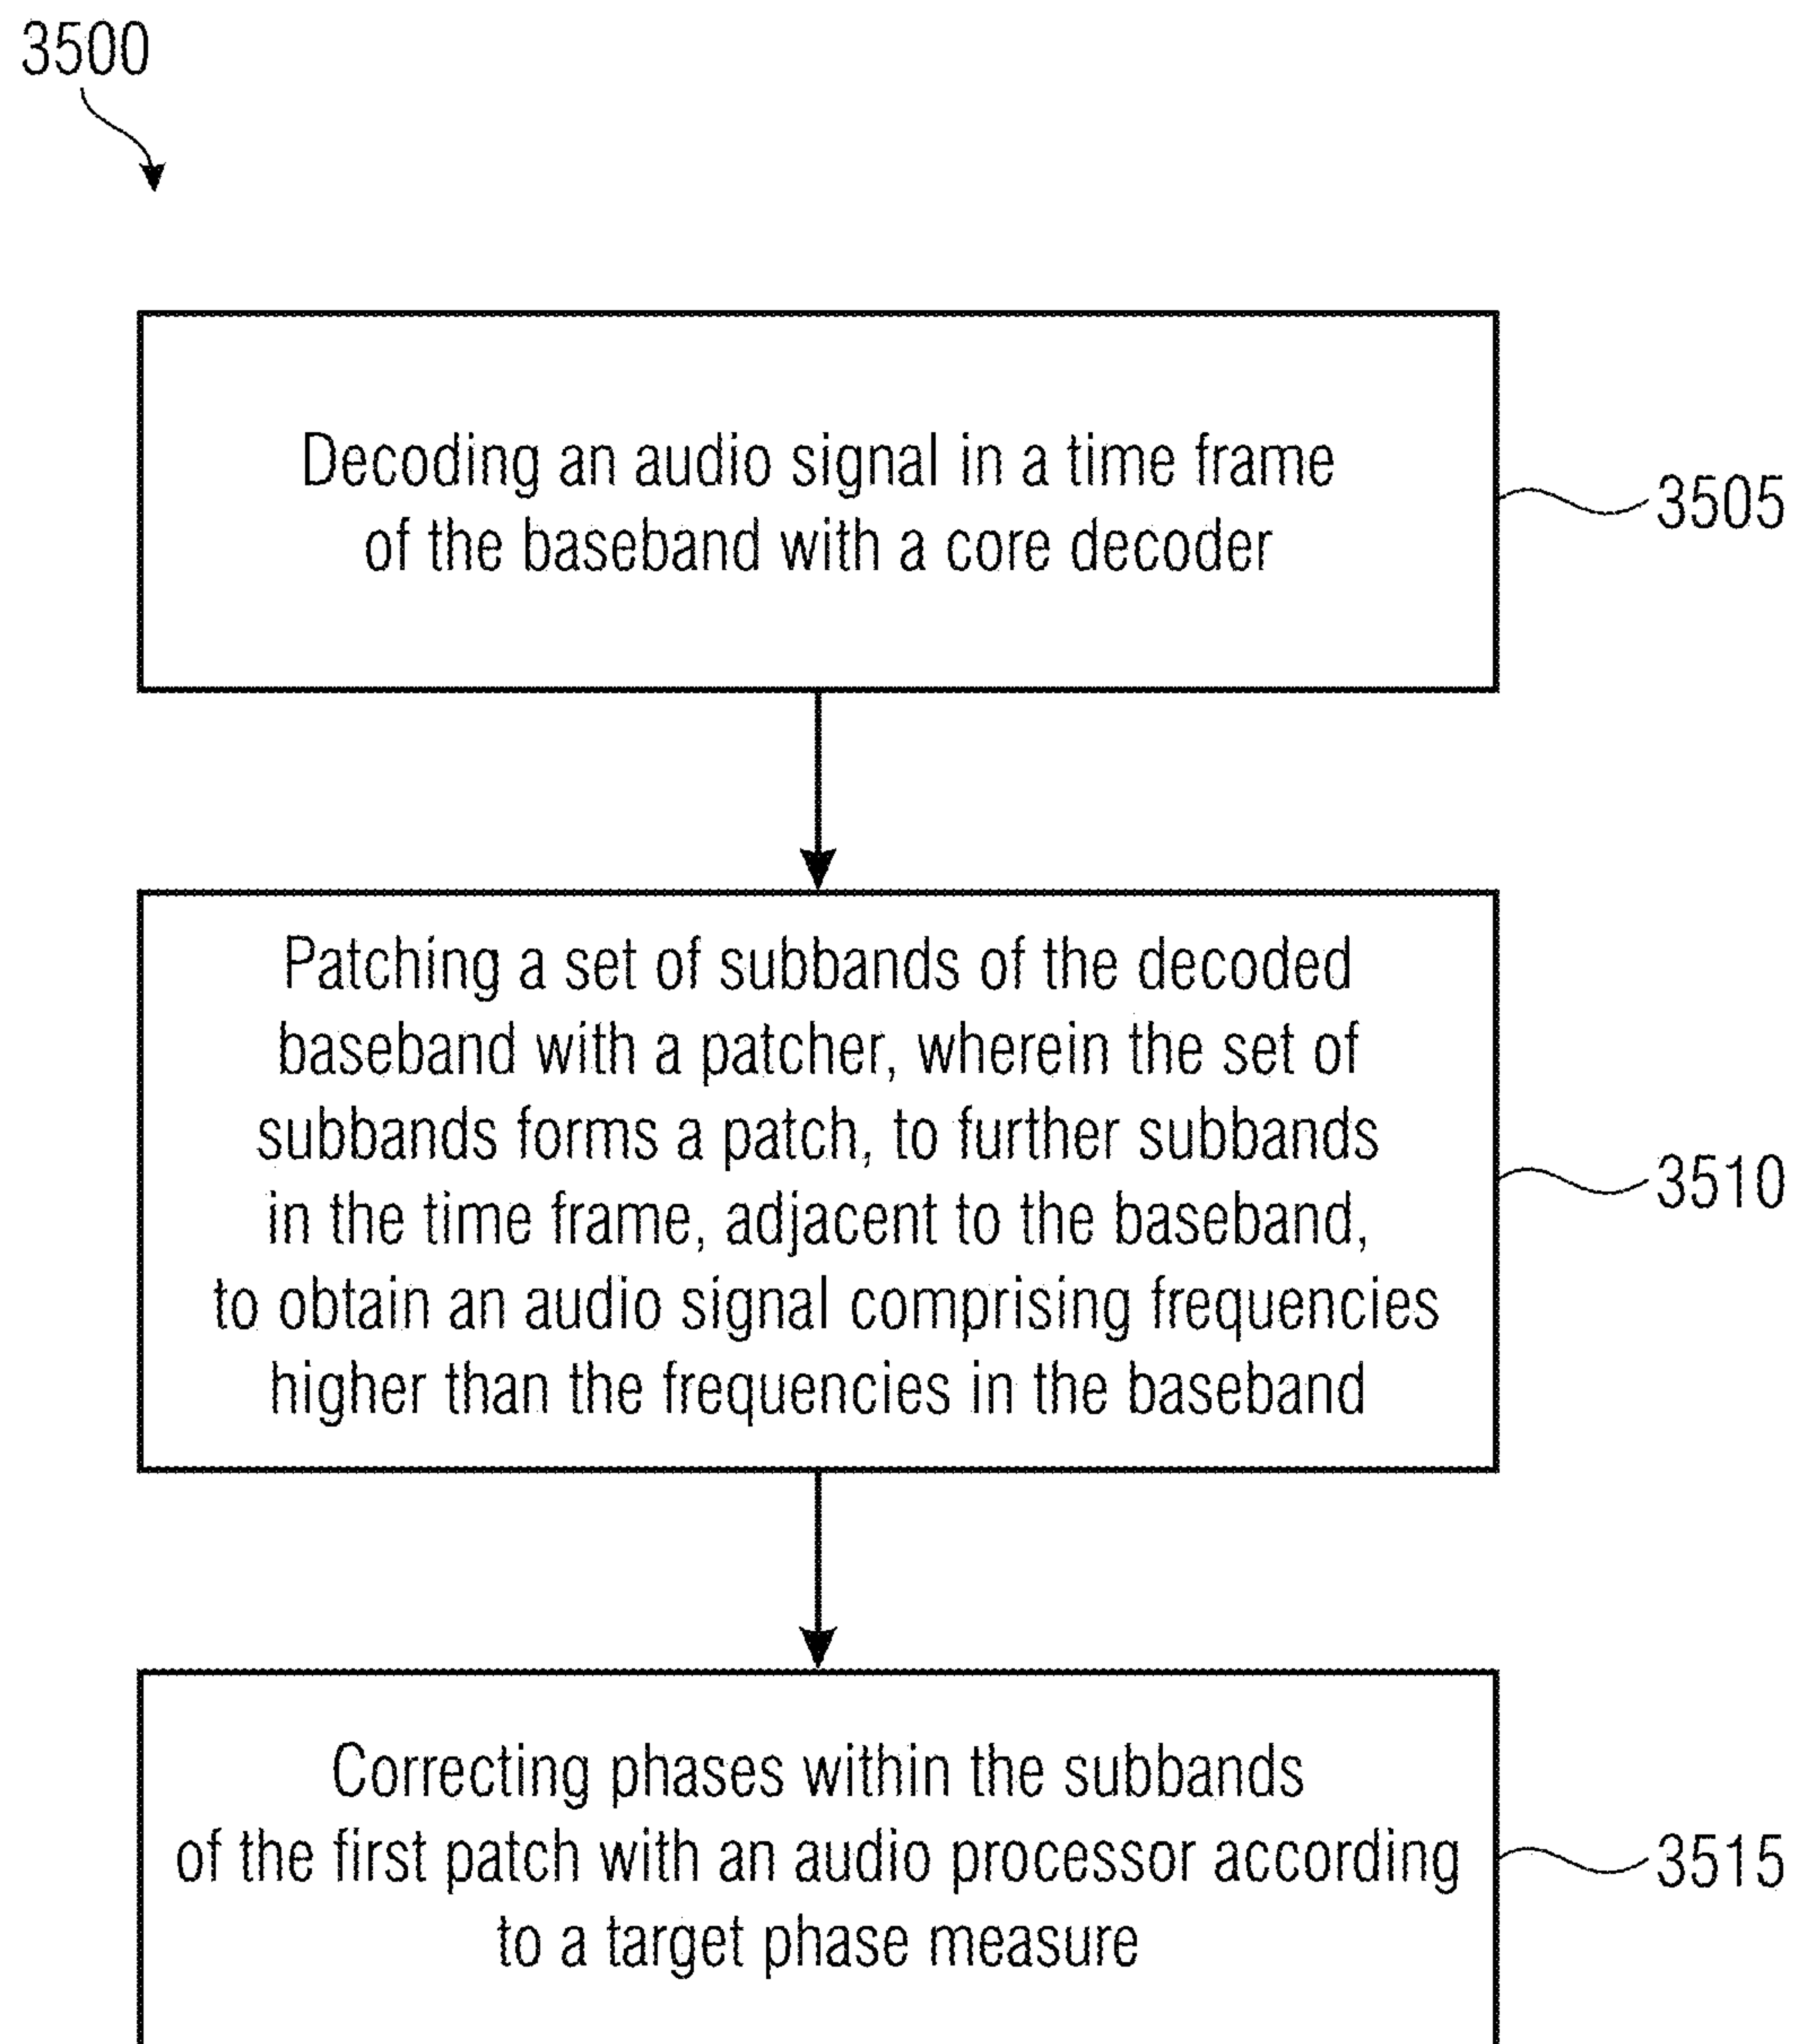 3500
Decoding an audio signal in a time frame
of the baseband with a core decoder
3505
Patching a set of subbands of the decoded
baseband with a patcher, wherein the set of
subbands forms a patch, to further subbands
in the time frame, adjacent to the baseband,
to obtain an audio signal comprising frequencies
higher than the frequencies in the baseband
3510
Correcting phases within the subbands
of the first patch with an audio processor according
to a target phase measure
3515